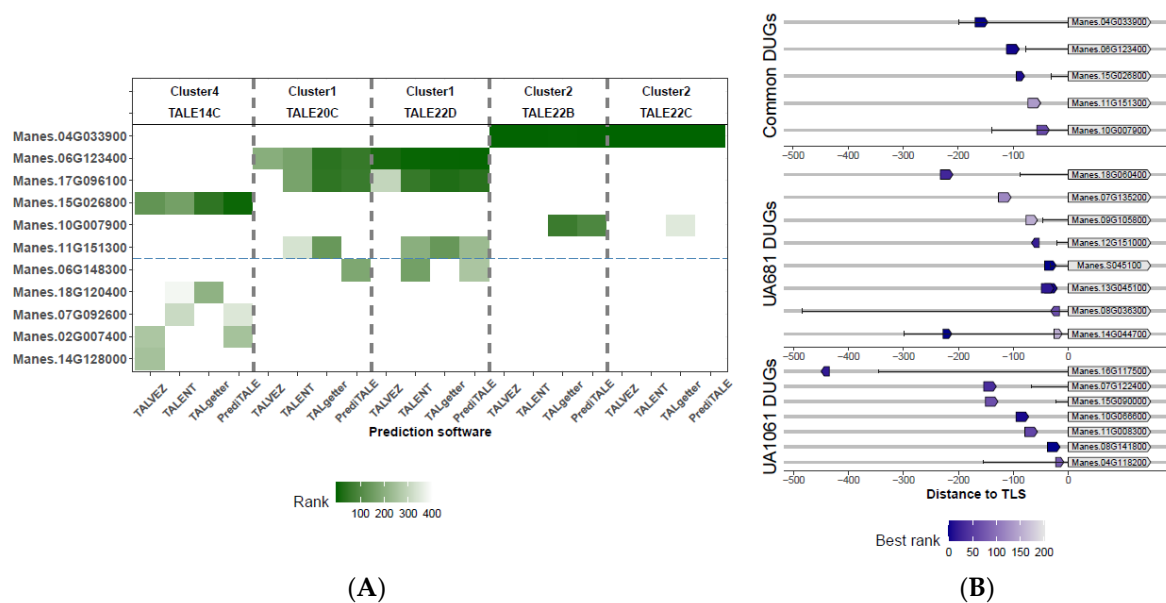 Cluster4 Cluster1 Cluster1 Cluster2 Cluster2
TALE14C TALE20C TALE22D TALE22B TALE22C
Manes.04G033900
Manes.06G123400
Manes.17G096100
Manes.15G026800
Manes.10G007900
Manes.11G151300
Manes.06G148300
Manes.18G120400
Manes.07G092600
Manes.02G007400
Manes.14G128000
TALVEZ TALENT TALgetter PrediTALE TALVEZ TALENT TALgetter PrediTALE TALVEZ TALENT TALgetter PrediTALE TALVEZ TALENT TALgetter PrediTALE TALVEZ TALENT TALgetter PrediTALE
Prediction software
Rank
100 200 300 400
(A)
Common DUGs
Manes.04G033900
Manes.06G123400
Manes.15G026800
Manes.11G151300
Manes.10G007900
-500 -400 -300 -200 -100 0
UA681 DUGs
Manes.18G060400
Manes.07G135200
Manes.09G105800
Manes.12G151000
Manes.S045100
Manes.13G045100
Manes.08G036300
Manes.14G044700
-500 -400 -300 -200 -100 0
UA1061 DUGs
Manes.16G117500
Manes.07G122400
Manes.15G090000
Manes.10G066600
Manes.11G008300
Manes.08G141800
Manes.04G118200
-500 -400 -300 -200 -100 0
Distance to TLS
Best rank
0 50 100 150 200
(B)